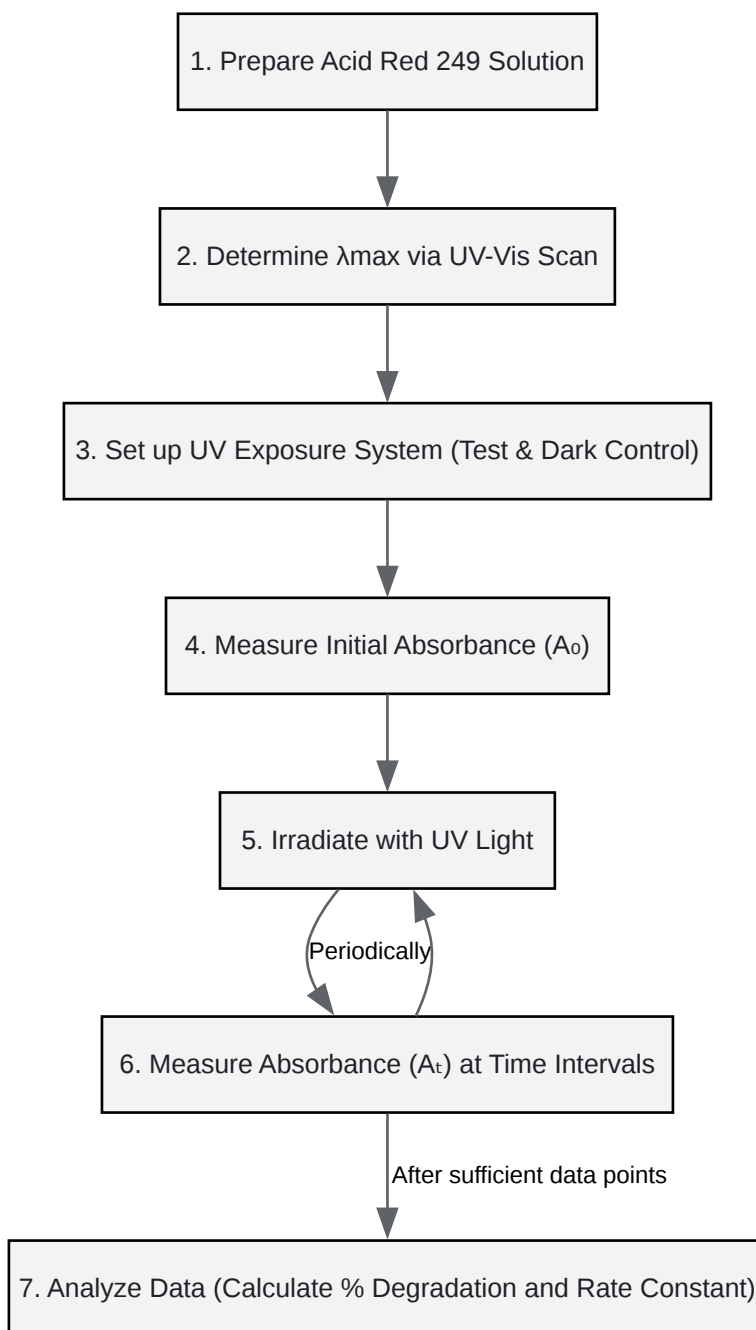 1. Prepare Acid Red 249 Solution
2. Determine λmax via UV-Vis Scan
3. Set up UV Exposure System (Test & Dark Control)
4. Measure Initial Absorbance (A₀)
5. Irradiate with UV Light
Periodically
6. Measure Absorbance (Aₜ) at Time Intervals
After sufficient data points
7. Analyze Data (Calculate % Degradation and Rate Constant)